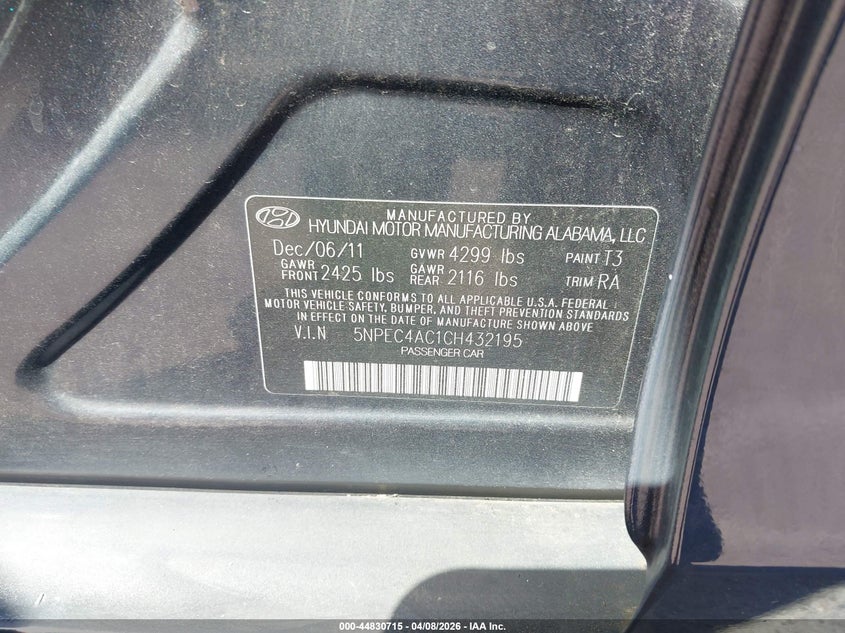 MANUFACTURED BY
HYUNDAI MOTOR MANUFACTURING ALABAMA, LLC
Dec/06/11 GVWR 4299 lbs PAINT T3
GAWR FRONT 2425 lbs GAWR REAR 2116 lbs TRIM RA
THIS VEHICLE CONFORMS TO ALL APPLICABLE U.S.A. FEDERAL
MOTOR VEHICLE SAFETY, BUMPER, AND THEFT PREVENTION STANDARDS
IN EFFECT ON THE DATE OF MANUFACTURE SHOWN ABOVE
V.I.N 5NPEC4AC1CH432195
PASSENGER CAR
000-44830715 - 04/08/2026 - IAA Inc.